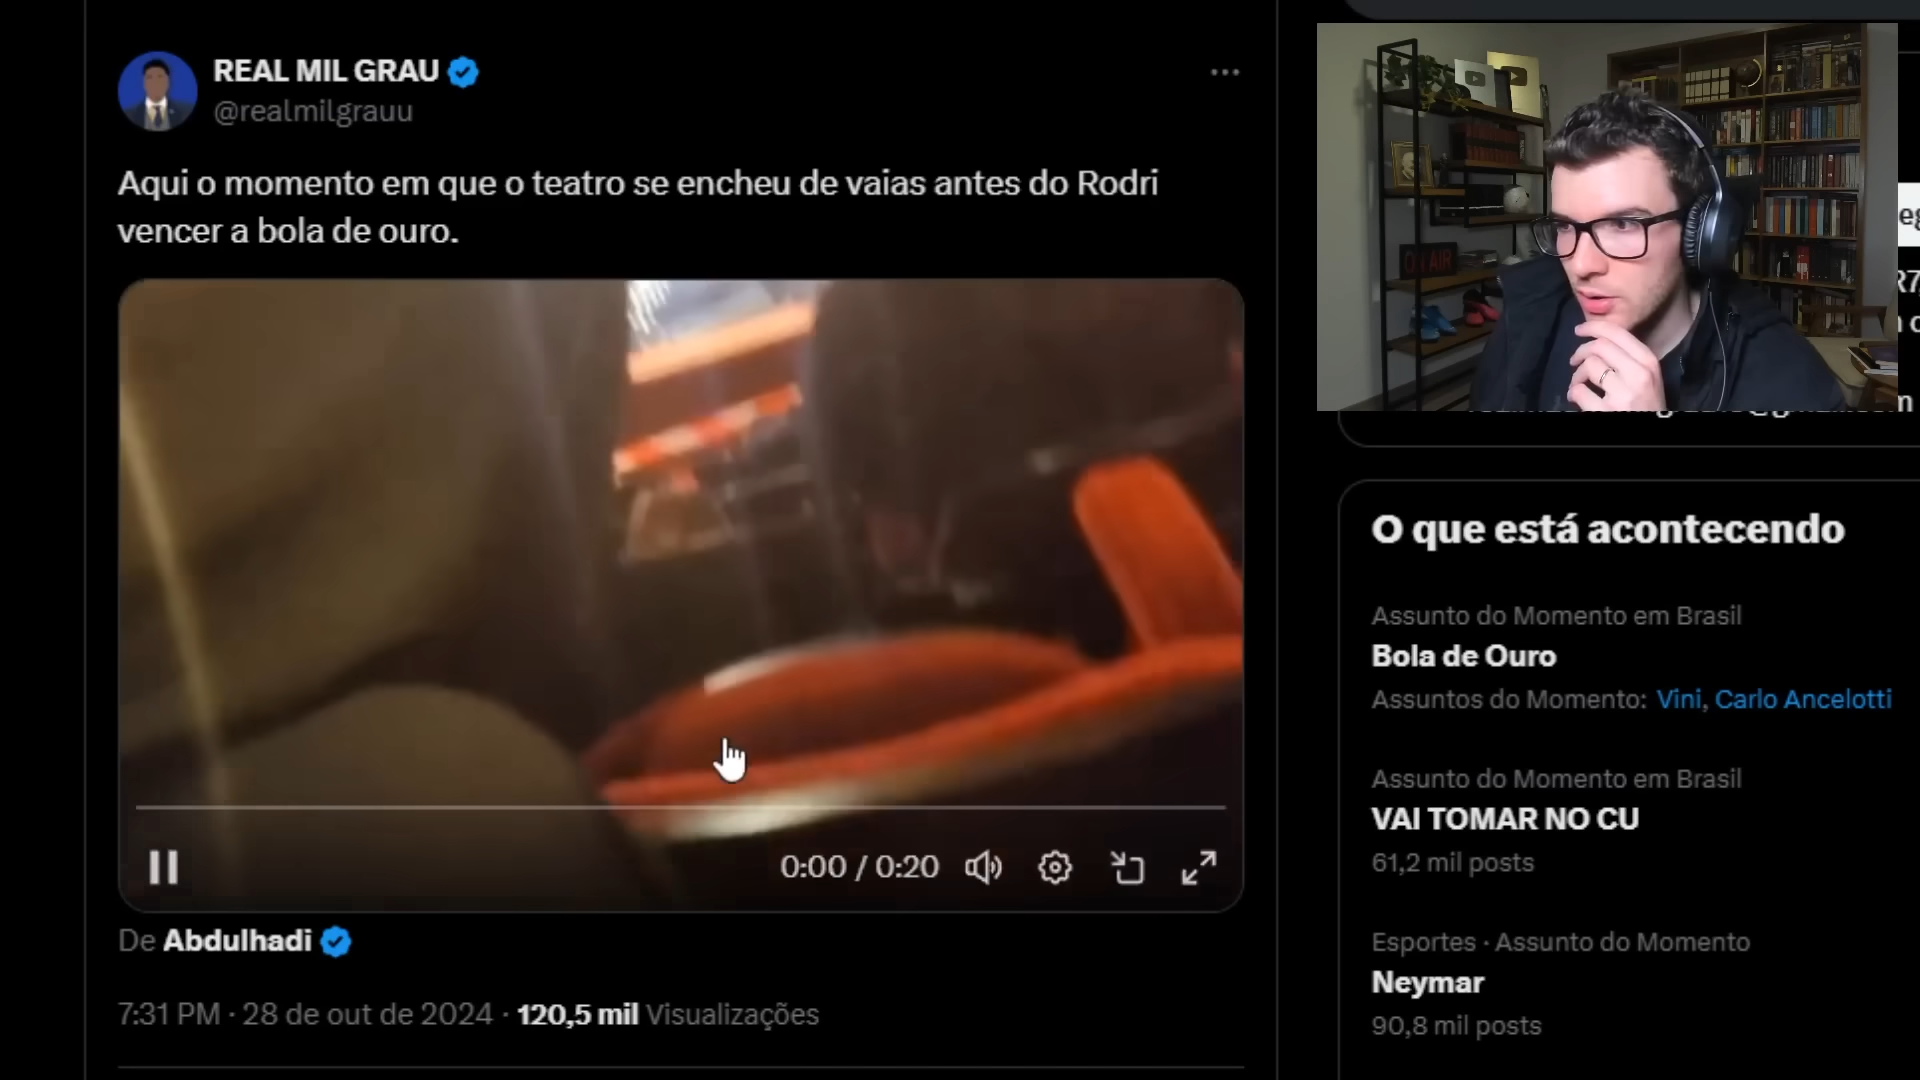 REAL MIL GRAU
@realmilgrauu
Aqui o momento em que o teatro se encheu de vaias antes do Rodri
vencer a bola de ouro.
0:00 / 0:20
De Abdulhadi
7:31 PM · 28 de out de 2024 · 120,5 mil Visualizações
ON AIR
O que está acontecendo
Assunto do Momento em Brasil
Bola de Ouro
Assuntos do Momento: Vini, Carlo Ancelotti
Assunto do Momento em Brasil
VAI TOMAR NO CU
61,2 mil posts
Esportes · Assunto do Momento
Neymar
90,8 mil posts